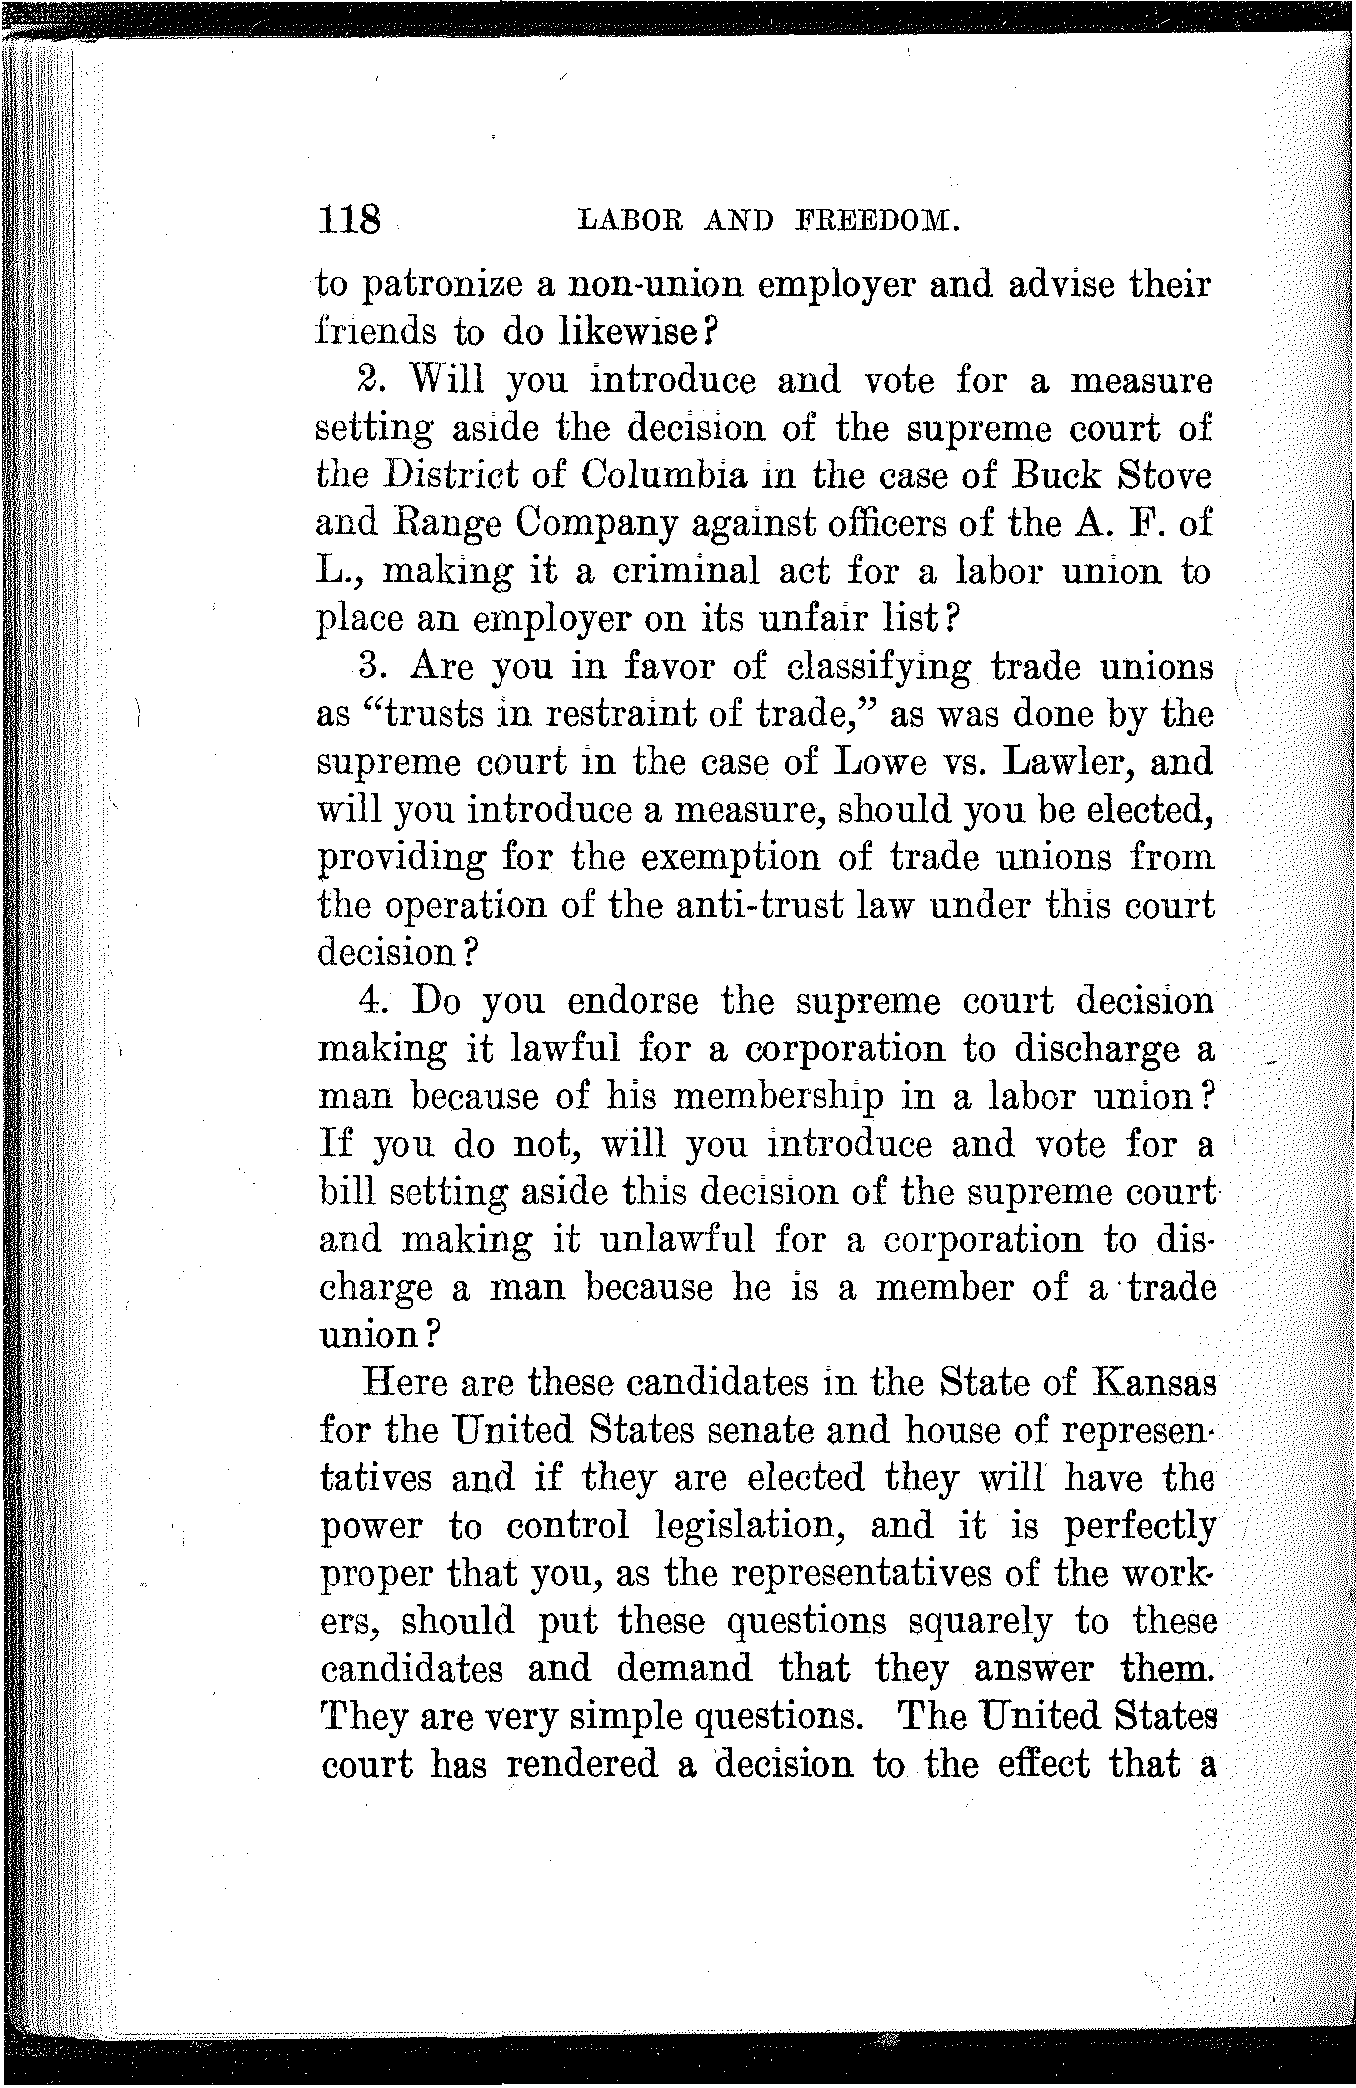 118 LABOR AND FREEDOM.
to patronize a non-union employer and advise their
friends to do likewise?
2. Will you introduce and vote for a measure
setting aside the decision of the supreme court of
the District of Columbia in the case of Buck Stove
and Range Company against officers of the A. F. of
L., making it a criminal act for a labor union to
place an employer on its unfair list?
3. Are you in favor of classifying trade unions
as "trusts in restraint of trade," as was done by the
supreme court in the case of Lowe vs. Lawler, and
will you introduce a measure, should you be elected,
providing for the exemption of trade unions from
the operation of the anti-trust law under this court
decision?
4. Do you endorse the supreme court decision
making it lawful for a corporation to discharge a
man because of his membership in a labor union?
If you do not, will you introduce and vote for a
bill setting aside this decision of the supreme court
and making it unlawful for a corporation to dis-
charge a man because he is a member of a trade
union?
Here are these candidates in the State of Kansas
for the United States senate and house of represen-
tatives and if they are elected they will have the
power to control legislation, and it is perfectly
proper that you, as the representatives of the work-
ers, should put these questions squarely to these
candidates and demand that they answer them.
They are very simple questions. The United States
court has rendered a decision to the effect that a